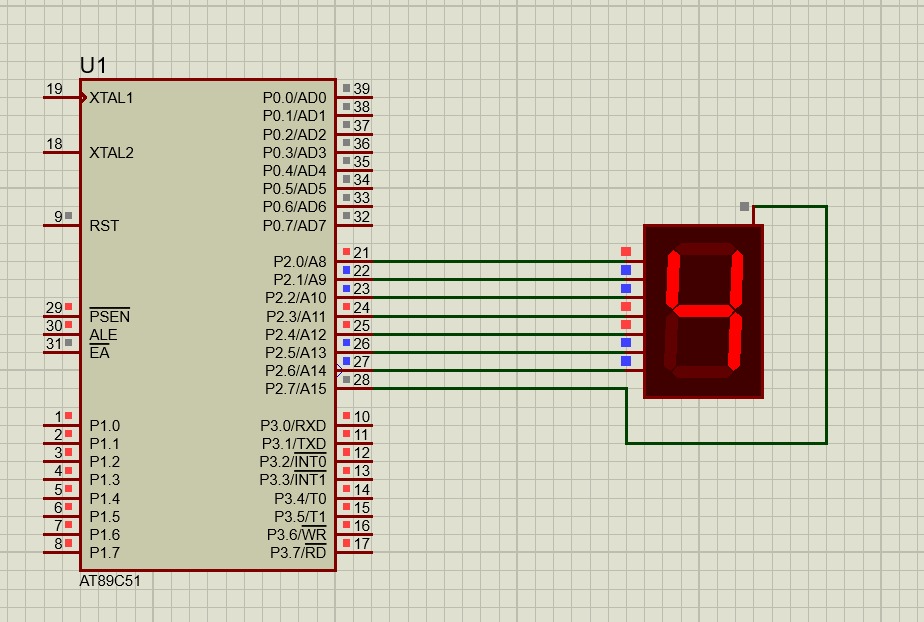 U1
19 XTAL1 P0.0/AD0 39
P0.1/AD1 38
P0.2/AD2 37
18 XTAL2 P0.3/AD3 36
P0.4/AD4 35
P0.5/AD5 34
P0.6/AD6 33
9 RST P0.7/AD7 32
P2.0/A8 21
P2.1/A9 22
P2.2/A10 23
29 PSEN P2.3/A11 24
30 ALE P2.4/A12 25
31 EA P2.5/A13 26
P2.6/A14 27
P2.7/A15 28
1 P1.0 P3.0/RXD 10
2 P1.1 P3.1/TXD 11
3 P1.2 P3.2/INT0 12
4 P1.3 P3.3/INT1 13
5 P1.4 P3.4/T0 14
6 P1.5 P3.5/T1 15
7 P1.6 P3.6/WR 16
8 P1.7 P3.7/RD 17
AT89C51
4